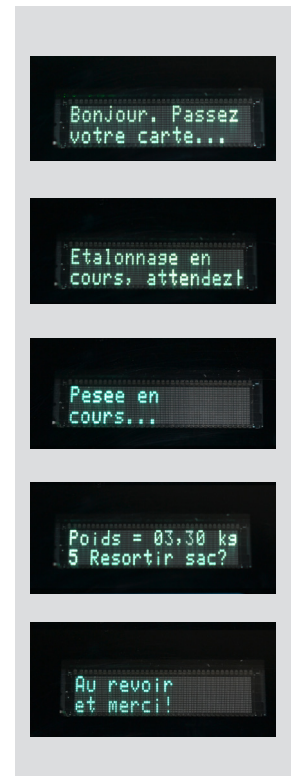 BonJour. Passez
votre carte...
Etalonnage en
cours, attendez
Pesee en
cours...
Poids = 03,30 kg
5 Resortir sac?
Au revoir
et merci!